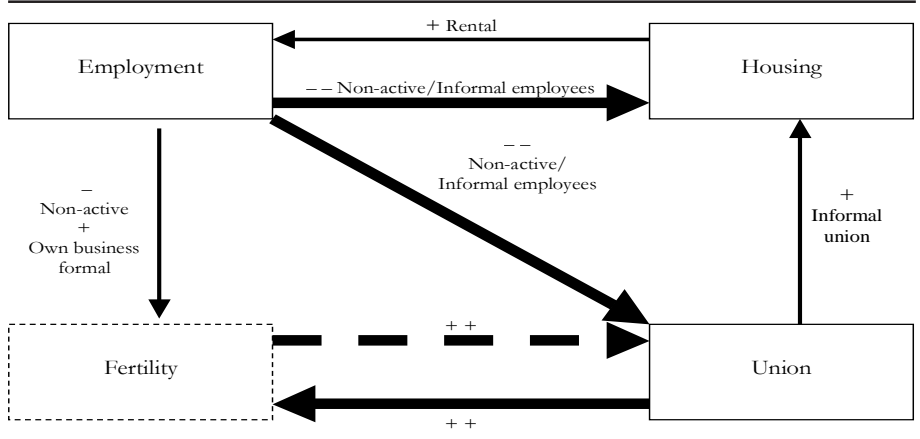 + Rental
Employment
Housing
– – Non-active/Informal employees
– –
Non-active/
Informal employees
–
Non-active
+
Own business
formal
+
Informal
union
+ +
Fertility
Union
+ +